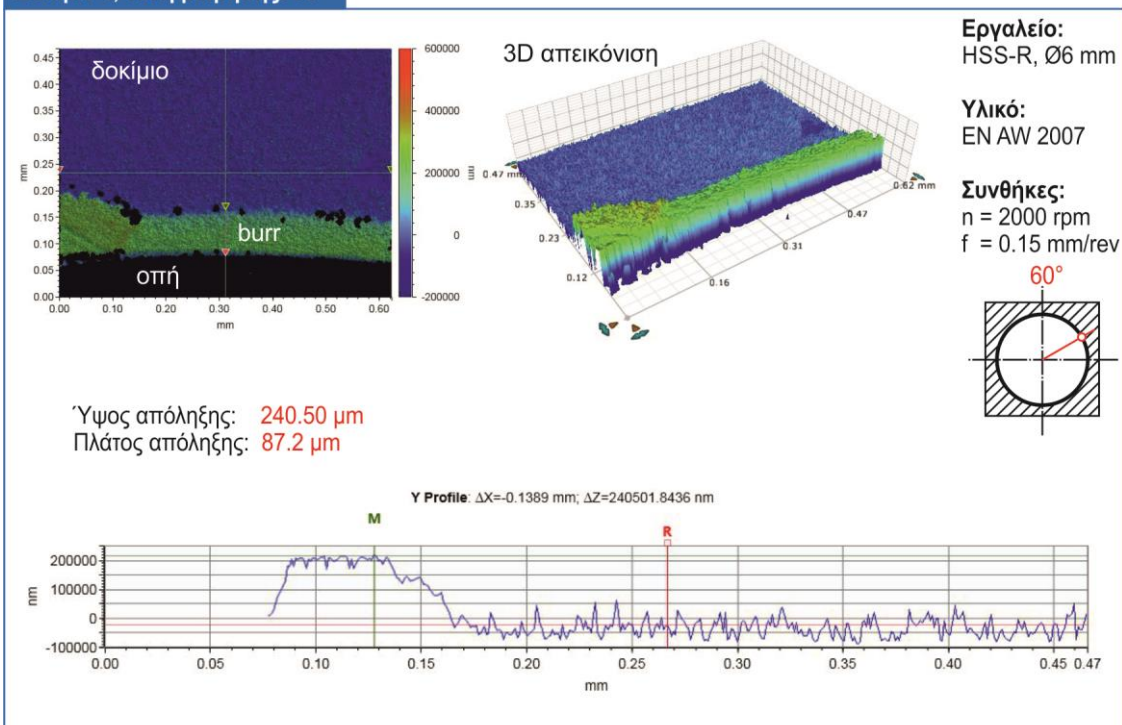 0.45
0.40
0.35
0.30
0.25
0.20
0.15
0.10
0.05
0.00
mm
δοκίμιο
burr
οπή
0.00 0.10 0.20 0.30 0.40 0.50 0.60
mm
600000
400000
200000
0
-200000
nm
3D απεικόνιση
0.47 mm
0.35
0.23
0.12
0.16
0.31
0.47
0.62 mm
Εργαλείο:
HSS-R, Ø6 mm
Υλικό:
EN AW 2007
Συνθήκες:
n = 2000 rpm
f = 0.15 mm/rev
60°
Ύψος απόληξης: 240.50 μm
Πλάτος απόληξης: 87.2 μm
Y Profile: ΔX=-0.1389 mm; ΔZ=240501.8436 nm
M
R
200000
100000
0
-100000
nm
0.00 0.05 0.10 0.15 0.20 0.25 0.30 0.35 0.40 0.45 0.47
mm